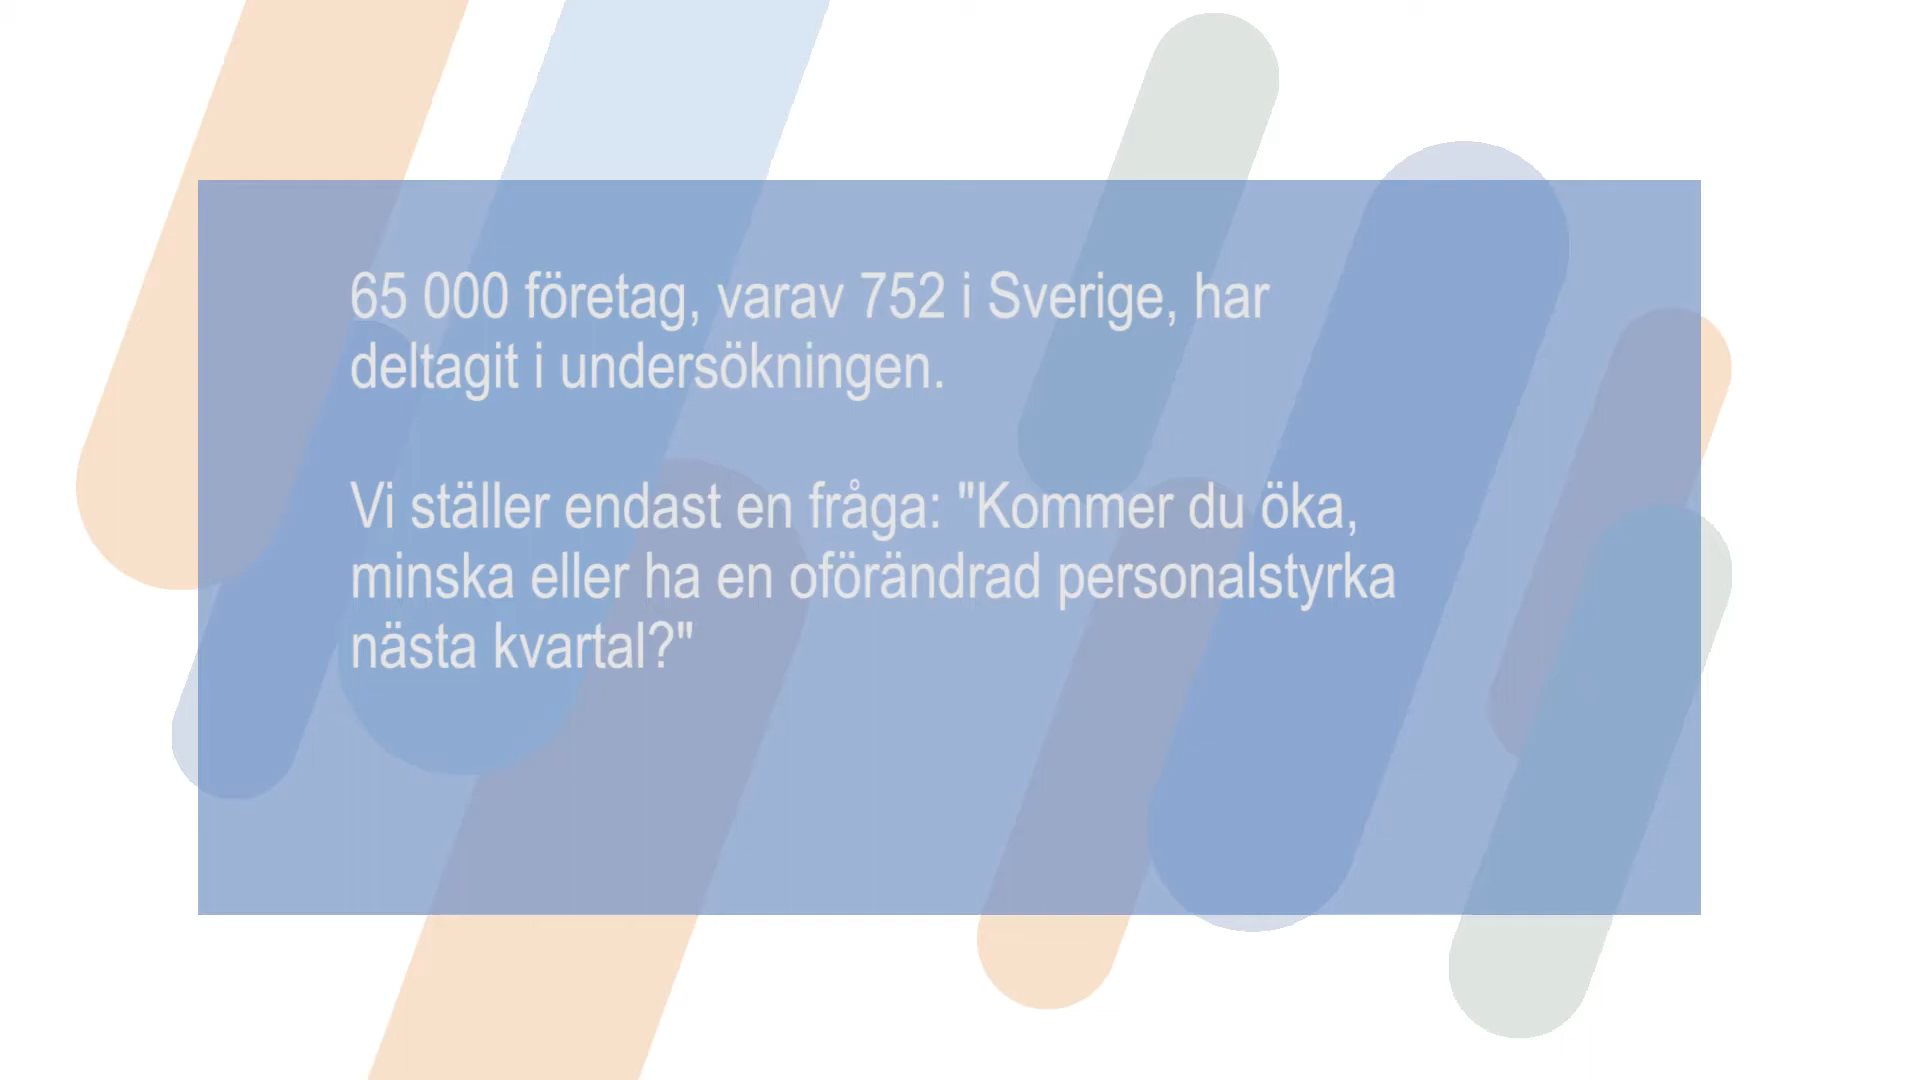 65 000 företag, varav 752 i Sverige, har
deltagit i undersökningen.
Vi ställer endast en fråga: "Kommer du öka,
minska eller ha en oförändrad personalstyrka
nästa kvartal?"